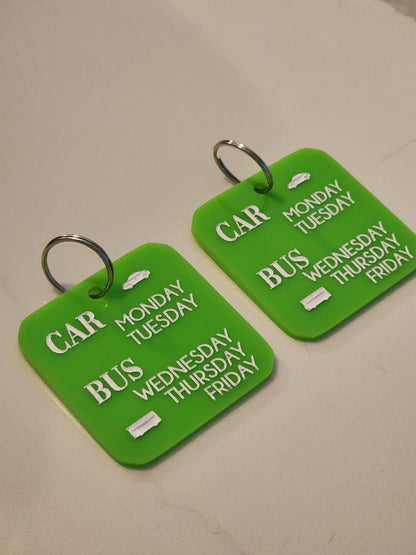 CAR
MONDAY
TUESDAY
BUS
WEDNESDAY
THURSDAY
FRIDAY
CAR
MONDAY
TUESDAY
BUS
WEDNESDAY
THURSDAY
FRIDAY